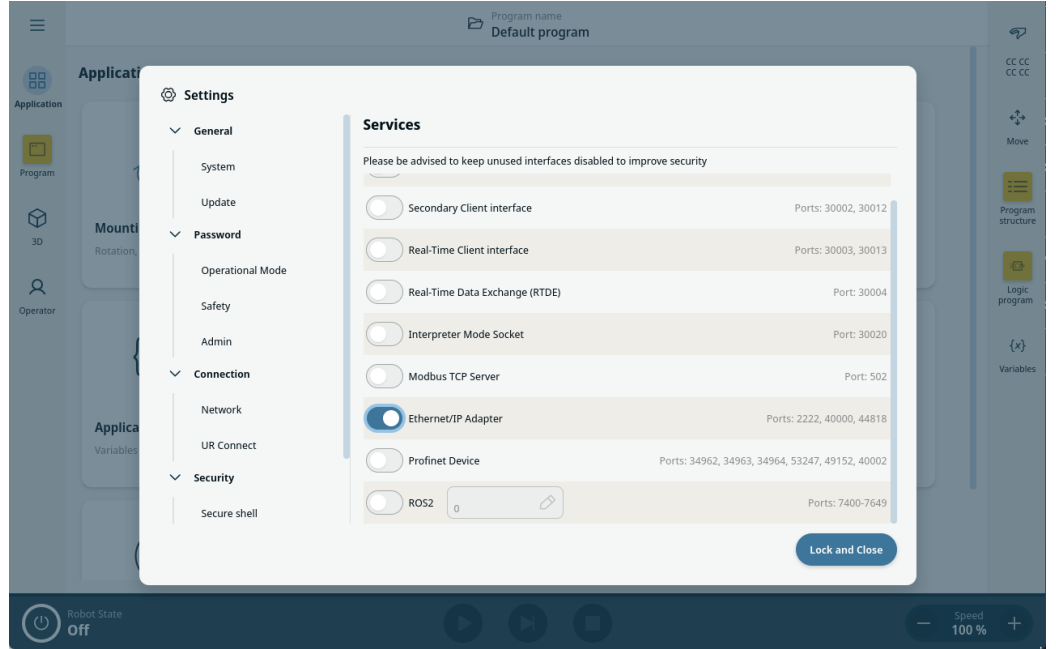 Program name
Default program
Application
Program
3D
Operator
Applicati
Mounti
Rotation,
Applica
Variables
Settings
General
System
Update
Password
Operational Mode
Safety
Admin
Connection
Network
UR Connect
Security
Secure shell
Services
Please be advised to keep unused interfaces disabled to improve security
Secondary Client interface Ports: 30002, 30012
Real-Time Client interface Ports: 30003, 30013
Real-Time Data Exchange (RTDE) Port: 30004
Interpreter Mode Socket Port: 30020
Modbus TCP Server Port: 502
Ethernet/IP Adapter Ports: 2222, 40000, 44818
Profinet Device Ports: 34962, 34963, 34964, 53247, 49152, 40002
ROS2 0 Ports: 7400-7649
Lock and Close
CC CC
CC CC
Move
Program
structure
Logic
program
{x}
Variables
Robot State
Off
Speed
100 %